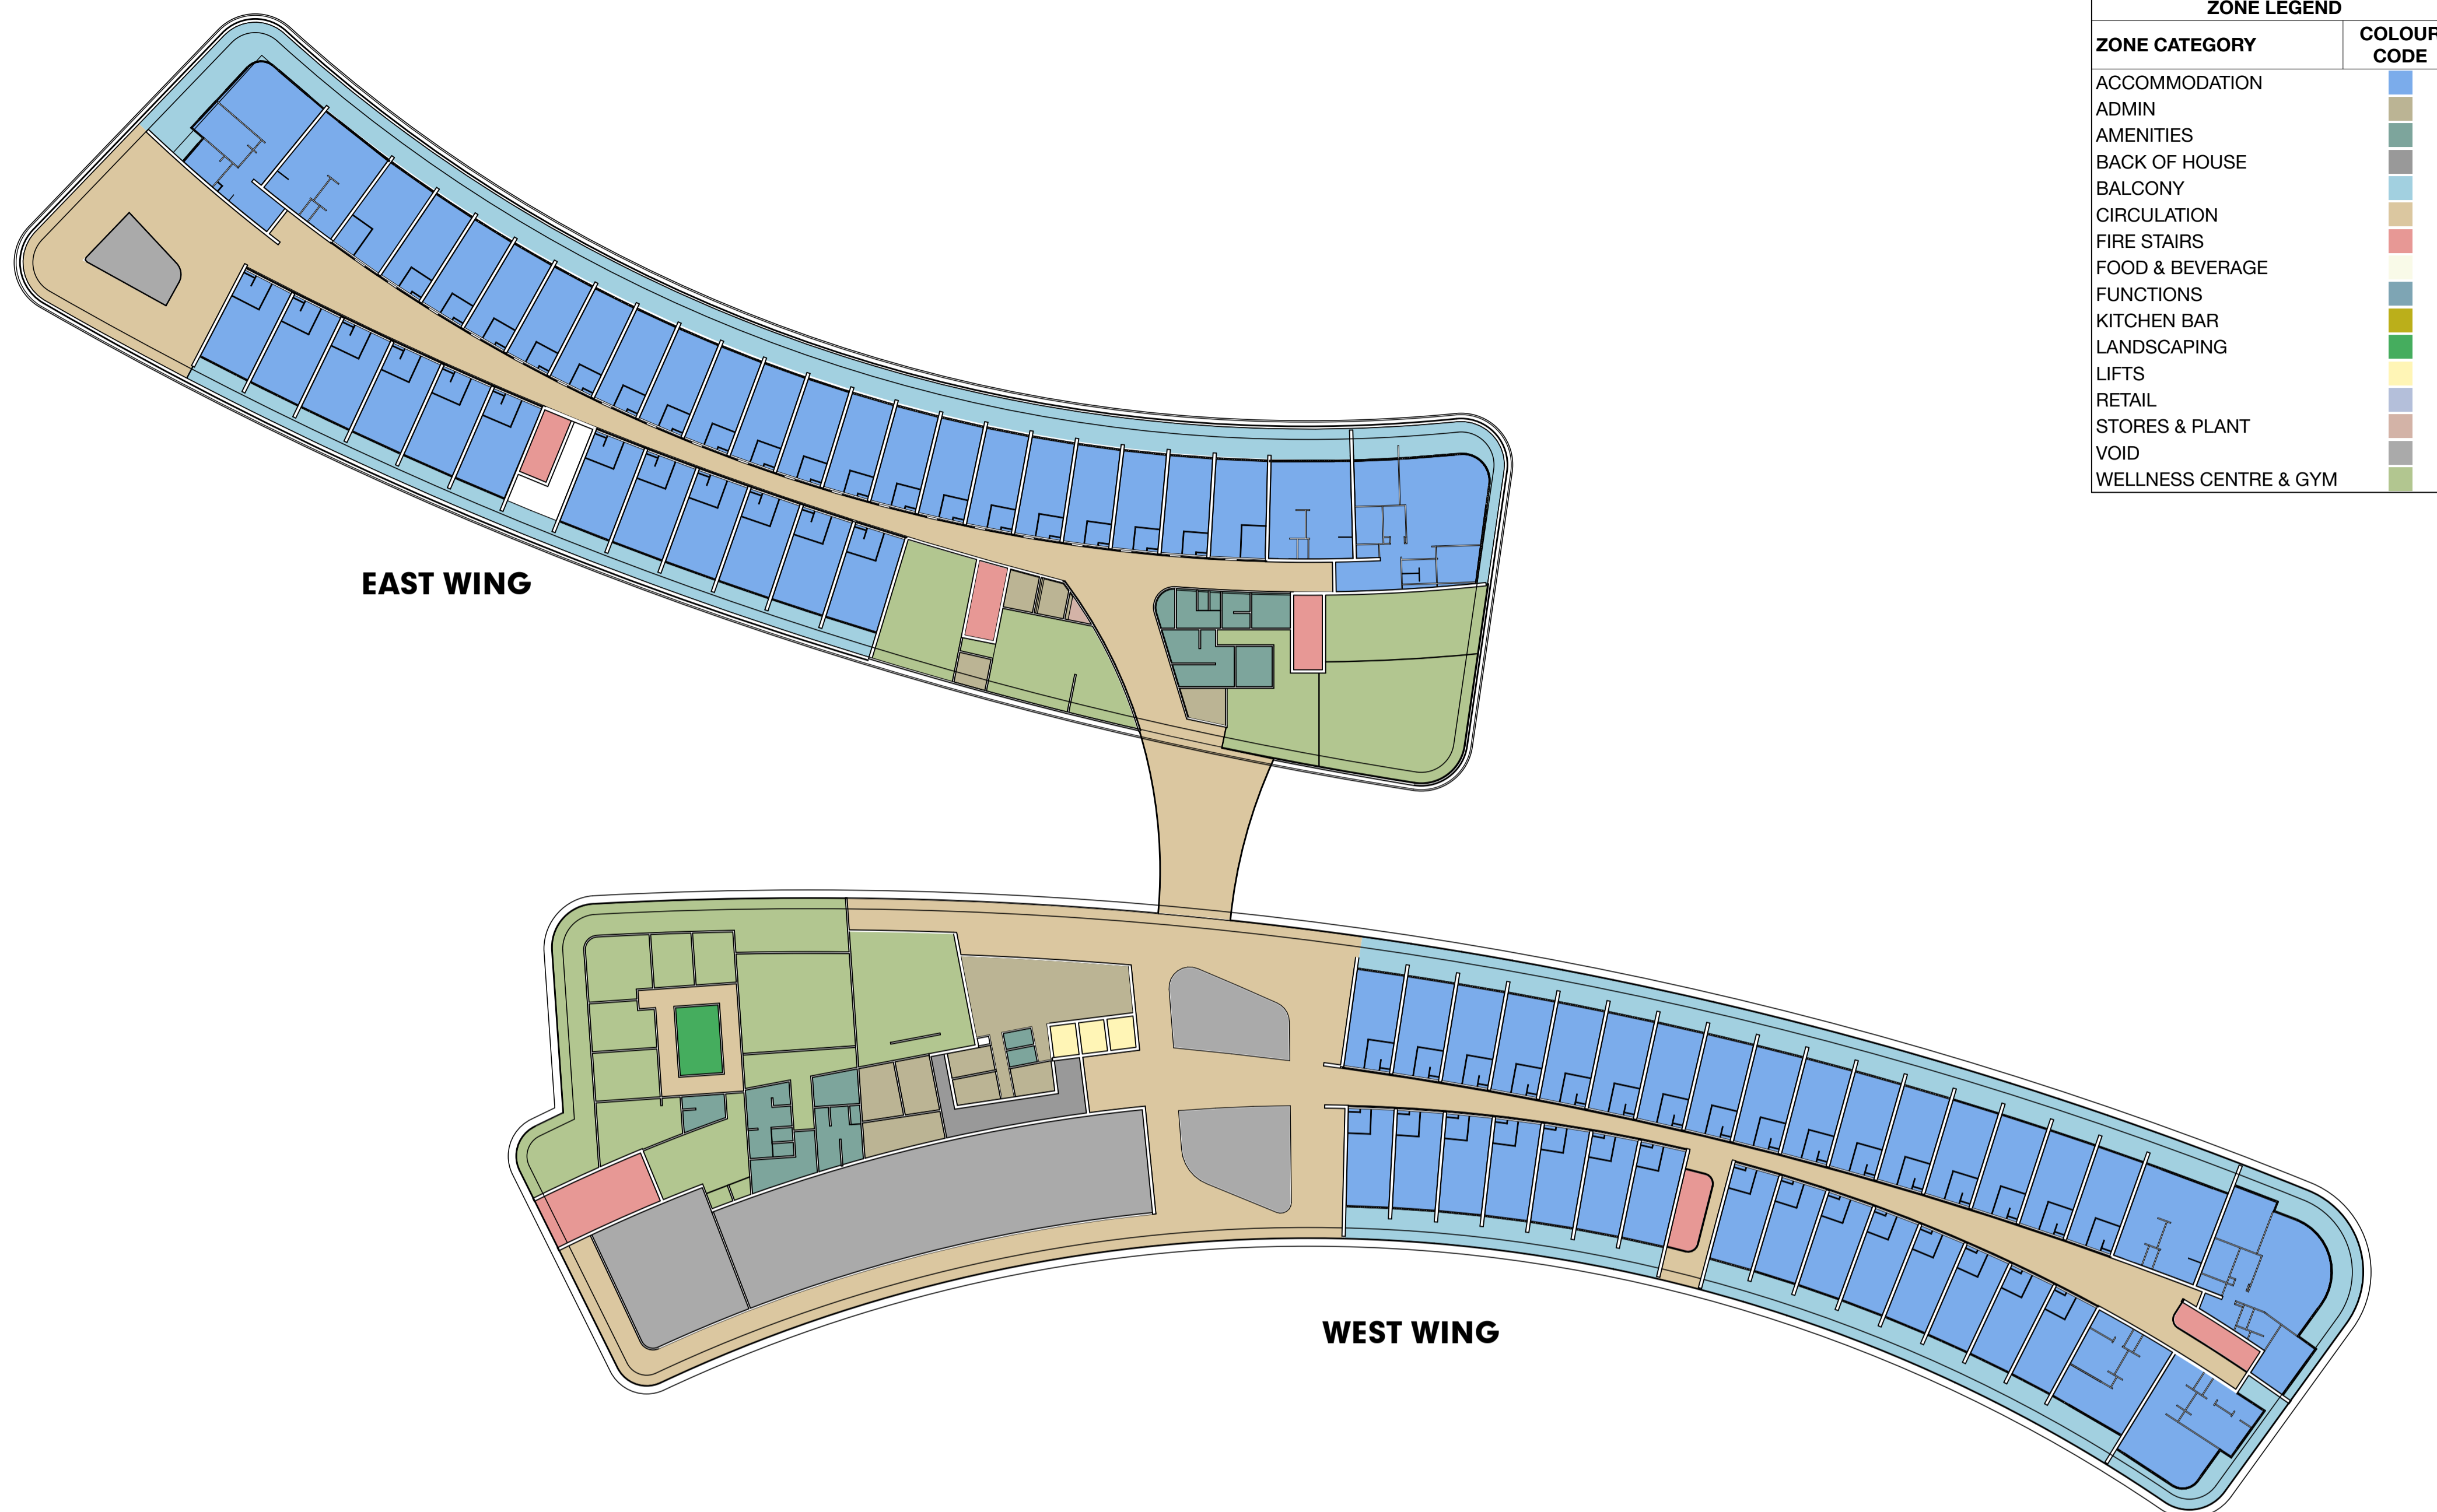 ZONE LEGEND
ZONE CATEGORY
COLOUR
CODE
ACCOMMODATION
ADMIN
AMENITIES
BACK OF HOUSE
BALCONY
CIRCULATION
FIRE STAIRS
FOOD & BEVERAGE
FUNCTIONS
KITCHEN BAR
LANDSCAPING
LIFTS
RETAIL
STORES & PLANT
VOID
WELLNESS CENTRE & GYM
EAST WING
WEST WING